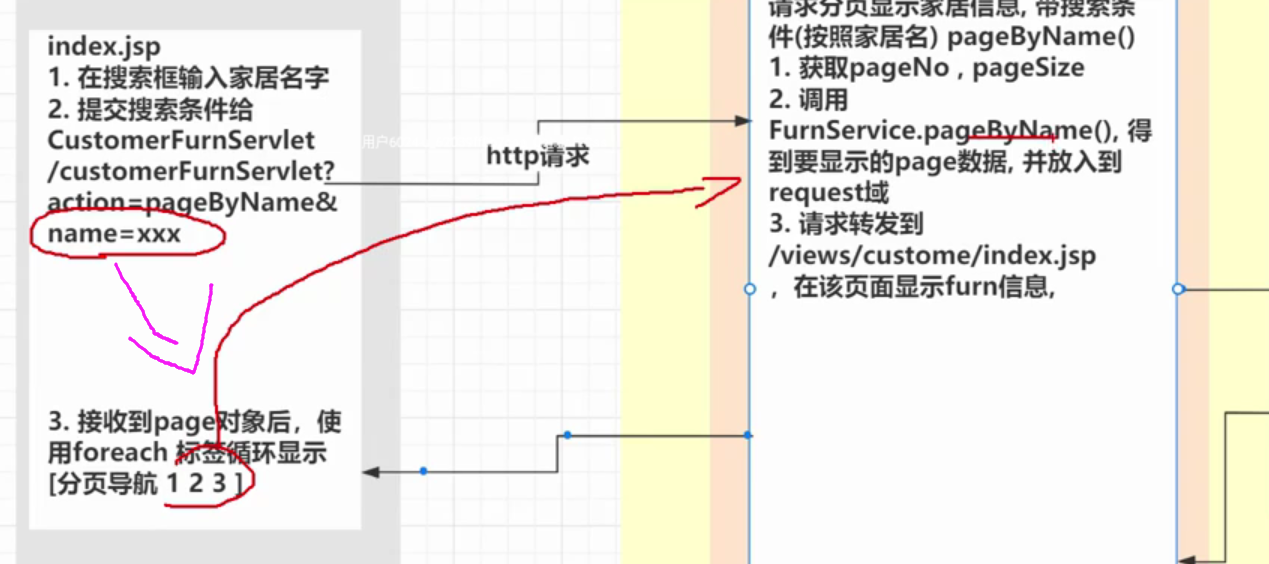 index.jsp
1. 在搜索框输入家居名字
2. 提交搜索条件给
CustomerFurnServlet
/customerFurnServlet?
action=pageByName&
name=xxx
3. 接收到page对象后，使
用foreach 标签循环显示
[分页导航 1 2 3 ]
http请求
请求分页显示家居信息, 带搜索条
件(按照家居名) pageByName()
1. 获取pageNo , pageSize
2. 调用
FurnService.pageByName(), 得
到要显示的page数据, 并放入到
request域
3. 请求转发到
/views/custome/index.jsp
，在该页面显示furn信息,